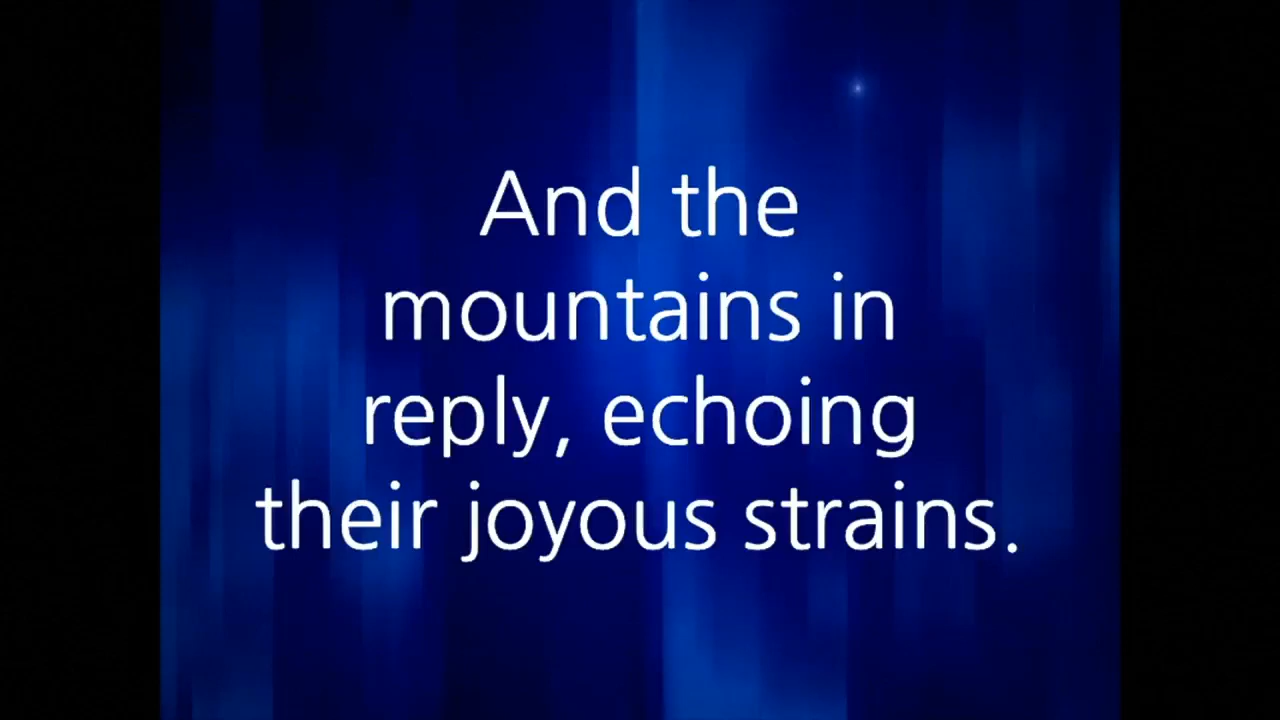 And the
mountains in
reply, echoing
their joyous strains.